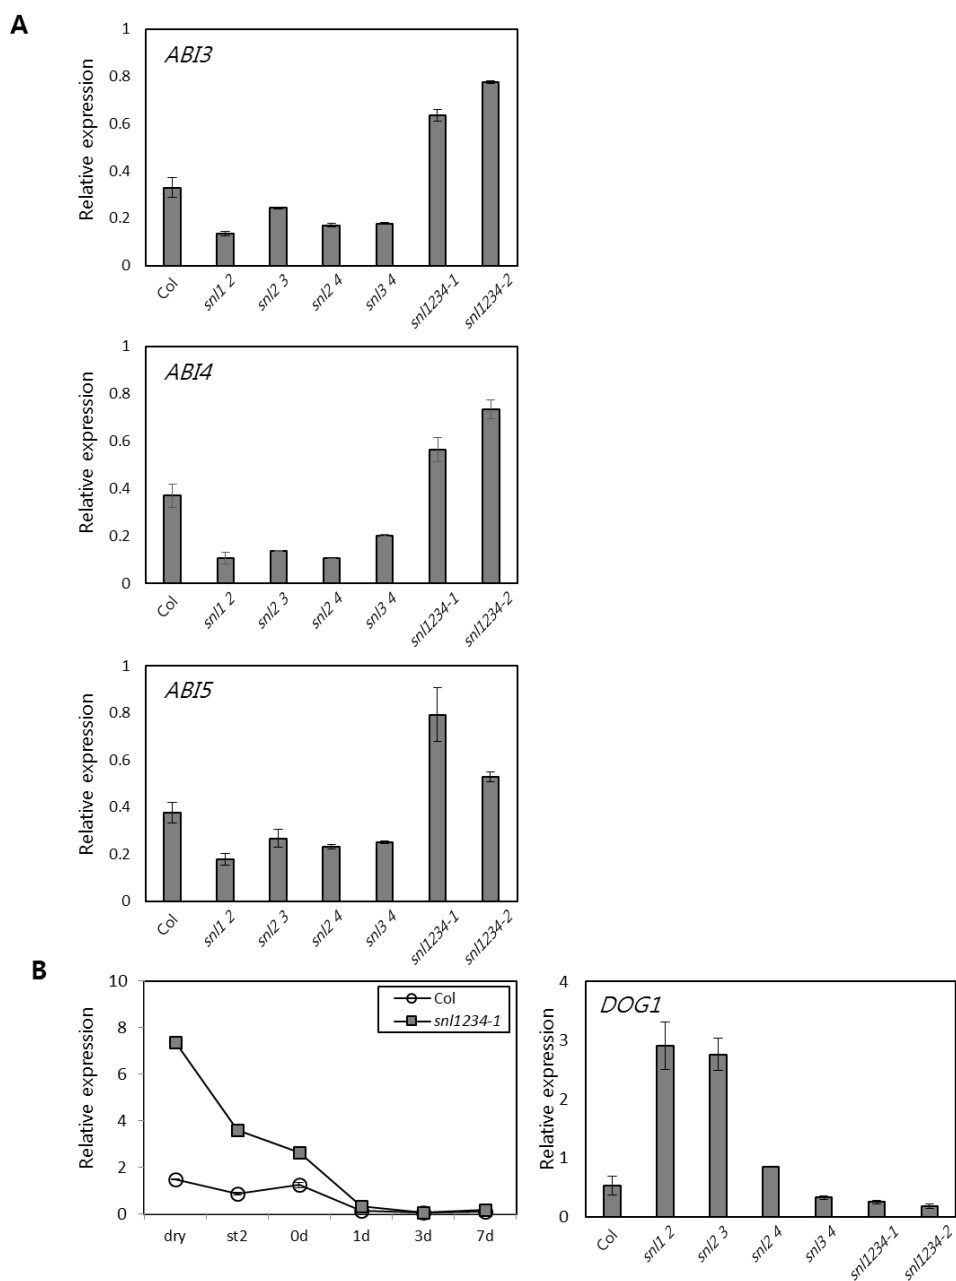 A
ABI3
Relative expression
1
0.8
0.6
0.4
0.2
0
Col
snl1 2
snl2 3
snl2 4
snl3 4
snl1234-1
snl1234-2
ABI4
Relative expression
1
0.8
0.6
0.4
0.2
0
Col
snl1 2
snl2 3
snl2 4
snl3 4
snl1234-1
snl1234-2
ABI5
Relative expression
1
0.8
0.6
0.4
0.2
0
Col
snl1 2
snl2 3
snl2 4
snl3 4
snl1234-1
snl1234-2
B
Relative expression
10
8
6
4
2
0
Col
snl1234-1
dry
st2
0d
1d
3d
7d
DOG1
Relative expression
4
3
2
1
0
Col
snl1 2
snl2 3
snl2 4
snl3 4
snl1234-1
snl1234-2